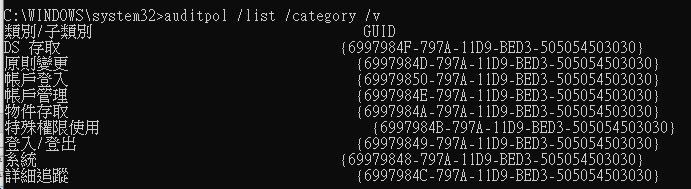 C:\WINDOWS\system32>auditpol /list /category /v
類別/子類別 GUID
DS 存取 {6997984F-797A-11D9-BED3-505054503030}
原則變更 {6997984D-797A-11D9-BED3-505054503030}
帳戶登入 {69979850-797A-11D9-BED3-505054503030}
帳戶管理 {6997984E-797A-11D9-BED3-505054503030}
物件存取 {6997984A-797A-11D9-BED3-505054503030}
特殊權限使用 {6997984B-797A-11D9-BED3-505054503030}
登入/登出 {69979849-797A-11D9-BED3-505054503030}
系統 {69979848-797A-11D9-BED3-505054503030}
詳細追蹤 {6997984C-797A-11D9-BED3-505054503030}